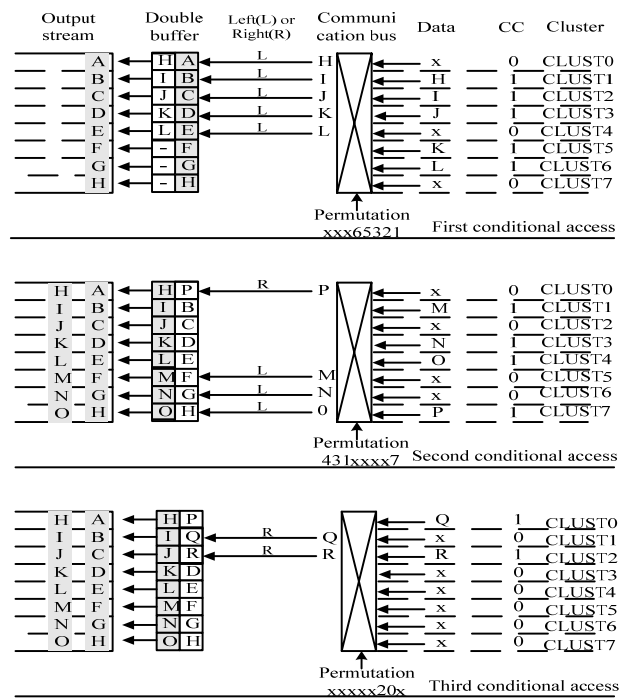 Output stream Double buffer Left(L) or Right(R) Communi cation bus Data CC Cluster
A H A L H x 0 CLUST0
B I B L I H 1 CLUST1
C J C L J I 1 CLUST2
D K D L K J 1 CLUST3
E L E L L x 0 CLUST4
F - F K 1 CLUST5
G - G L 1 CLUST6
H - H x 0 CLUST7
Permutation
xxx65321 First conditional access
H A H P R P x 0 CLUST0
I B I B M 1 CLUST1
J C J C x 0 CLUST2
K D K D N 1 CLUST3
L E L E O 1 CLUST4
M F M F L M x 0 CLUST5
N G N G L N x 0 CLUST6
O H O H L 0 P 1 CLUST7
Permutation
431xxxx7 Second conditional access
H A H P Q 1 CLUST0
I B I Q R Q x 0 CLUST1
J C J R R R R 1 CLUST2
K D K D x 0 CLUST3
L E L E x 0 CLUST4
M F M F x 0 CLUST5
N G N G x 0 CLUST6
O H O H x 0 CLUST7
Permutation
xxxxx20x Third conditional access